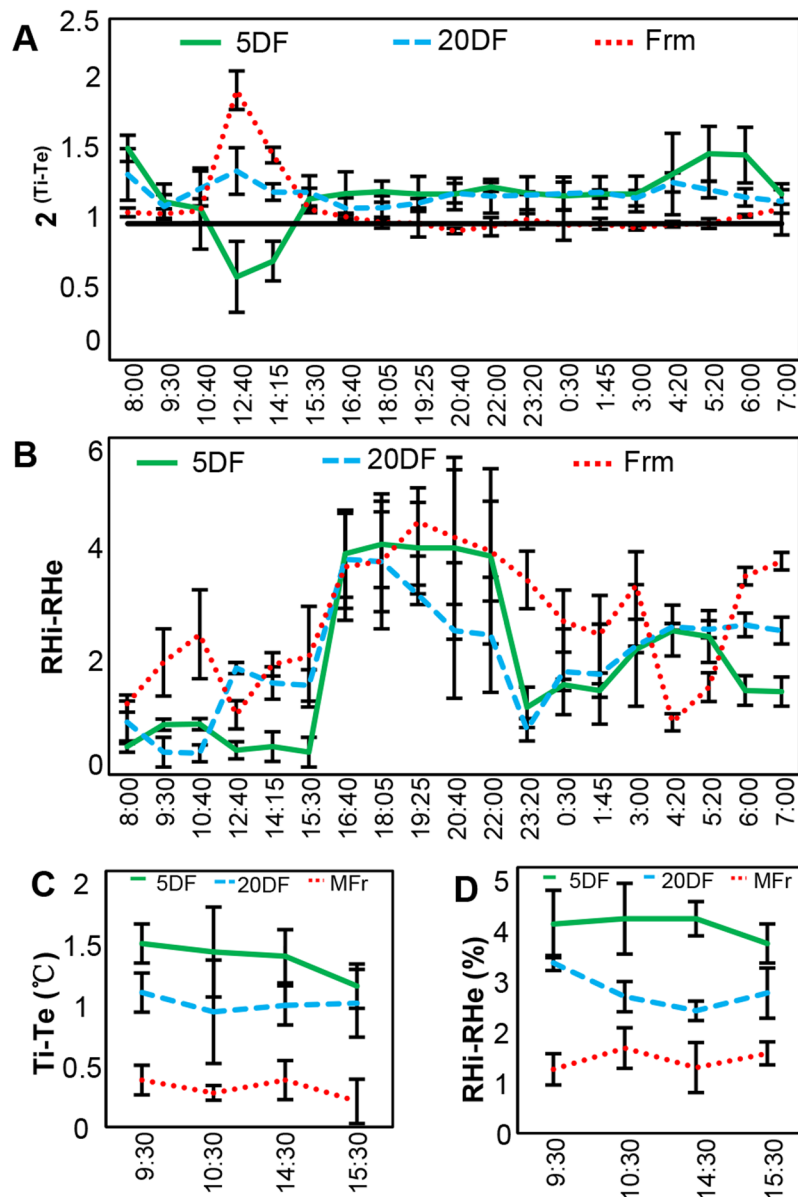 A
5DF 20DF Frm
2 (Ti-Te)
2.5
2
1.5
1
0.5
0
8:00 9:30 10:40 12:40 14:15 15:30 16:40 18:05 19:25 20:40 22:00 23:20 0:30 1:45 3:00 4:20 5:20 6:00 7:00
B
5DF 20DF Frm
RHi-RHe
6
4
2
0
8:00 9:30 10:40 12:40 14:15 15:30 16:40 18:05 19:25 20:40 22:00 23:20 0:30 1:45 3:00 4:20 5:20 6:00 7:00
C
5DF 20DF MFr
Ti-Te (℃)
2
1.5
1
0.5
0
9:30 10:30 14:30 15:30
D
5DF 20DF MFr
RHi-RHe (%)
5
4
3
2
1
0
9:30 10:30 14:30 15:30